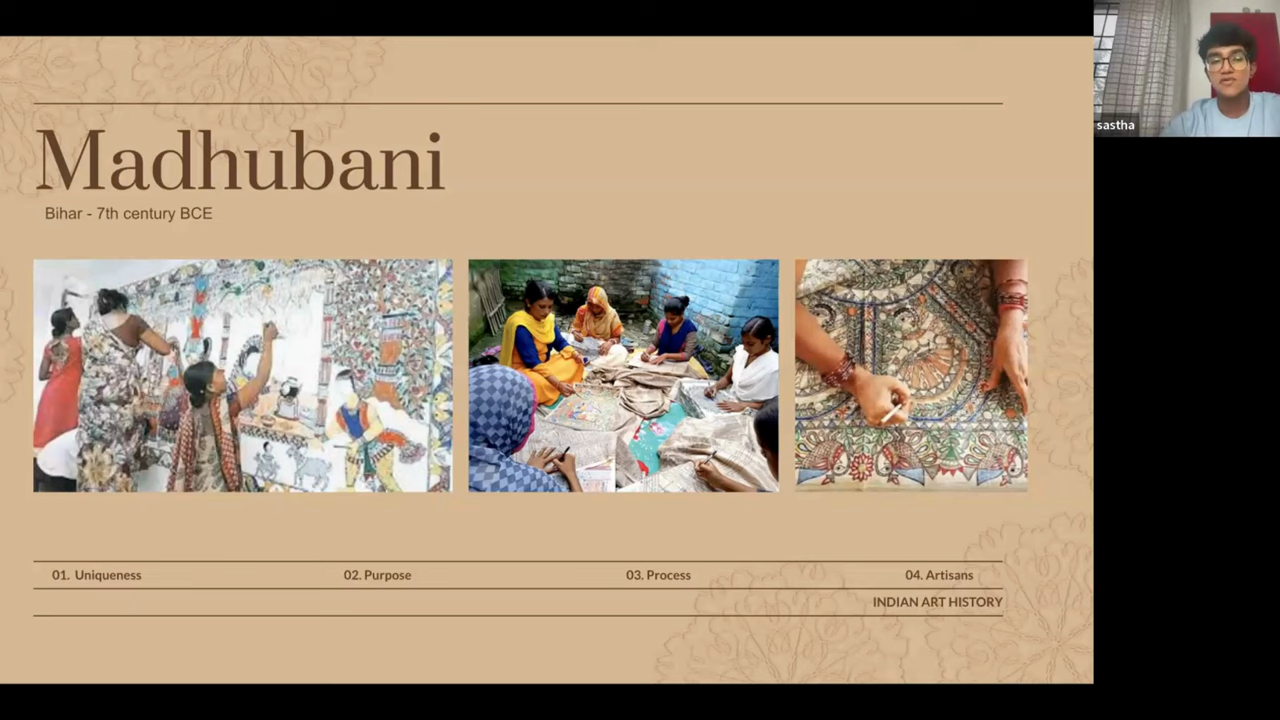 sastha
Madhubani
Bihar - 7th century BCE
01. Uniqueness
02. Purpose
03. Process
04. Artisans
INDIAN ART HISTORY